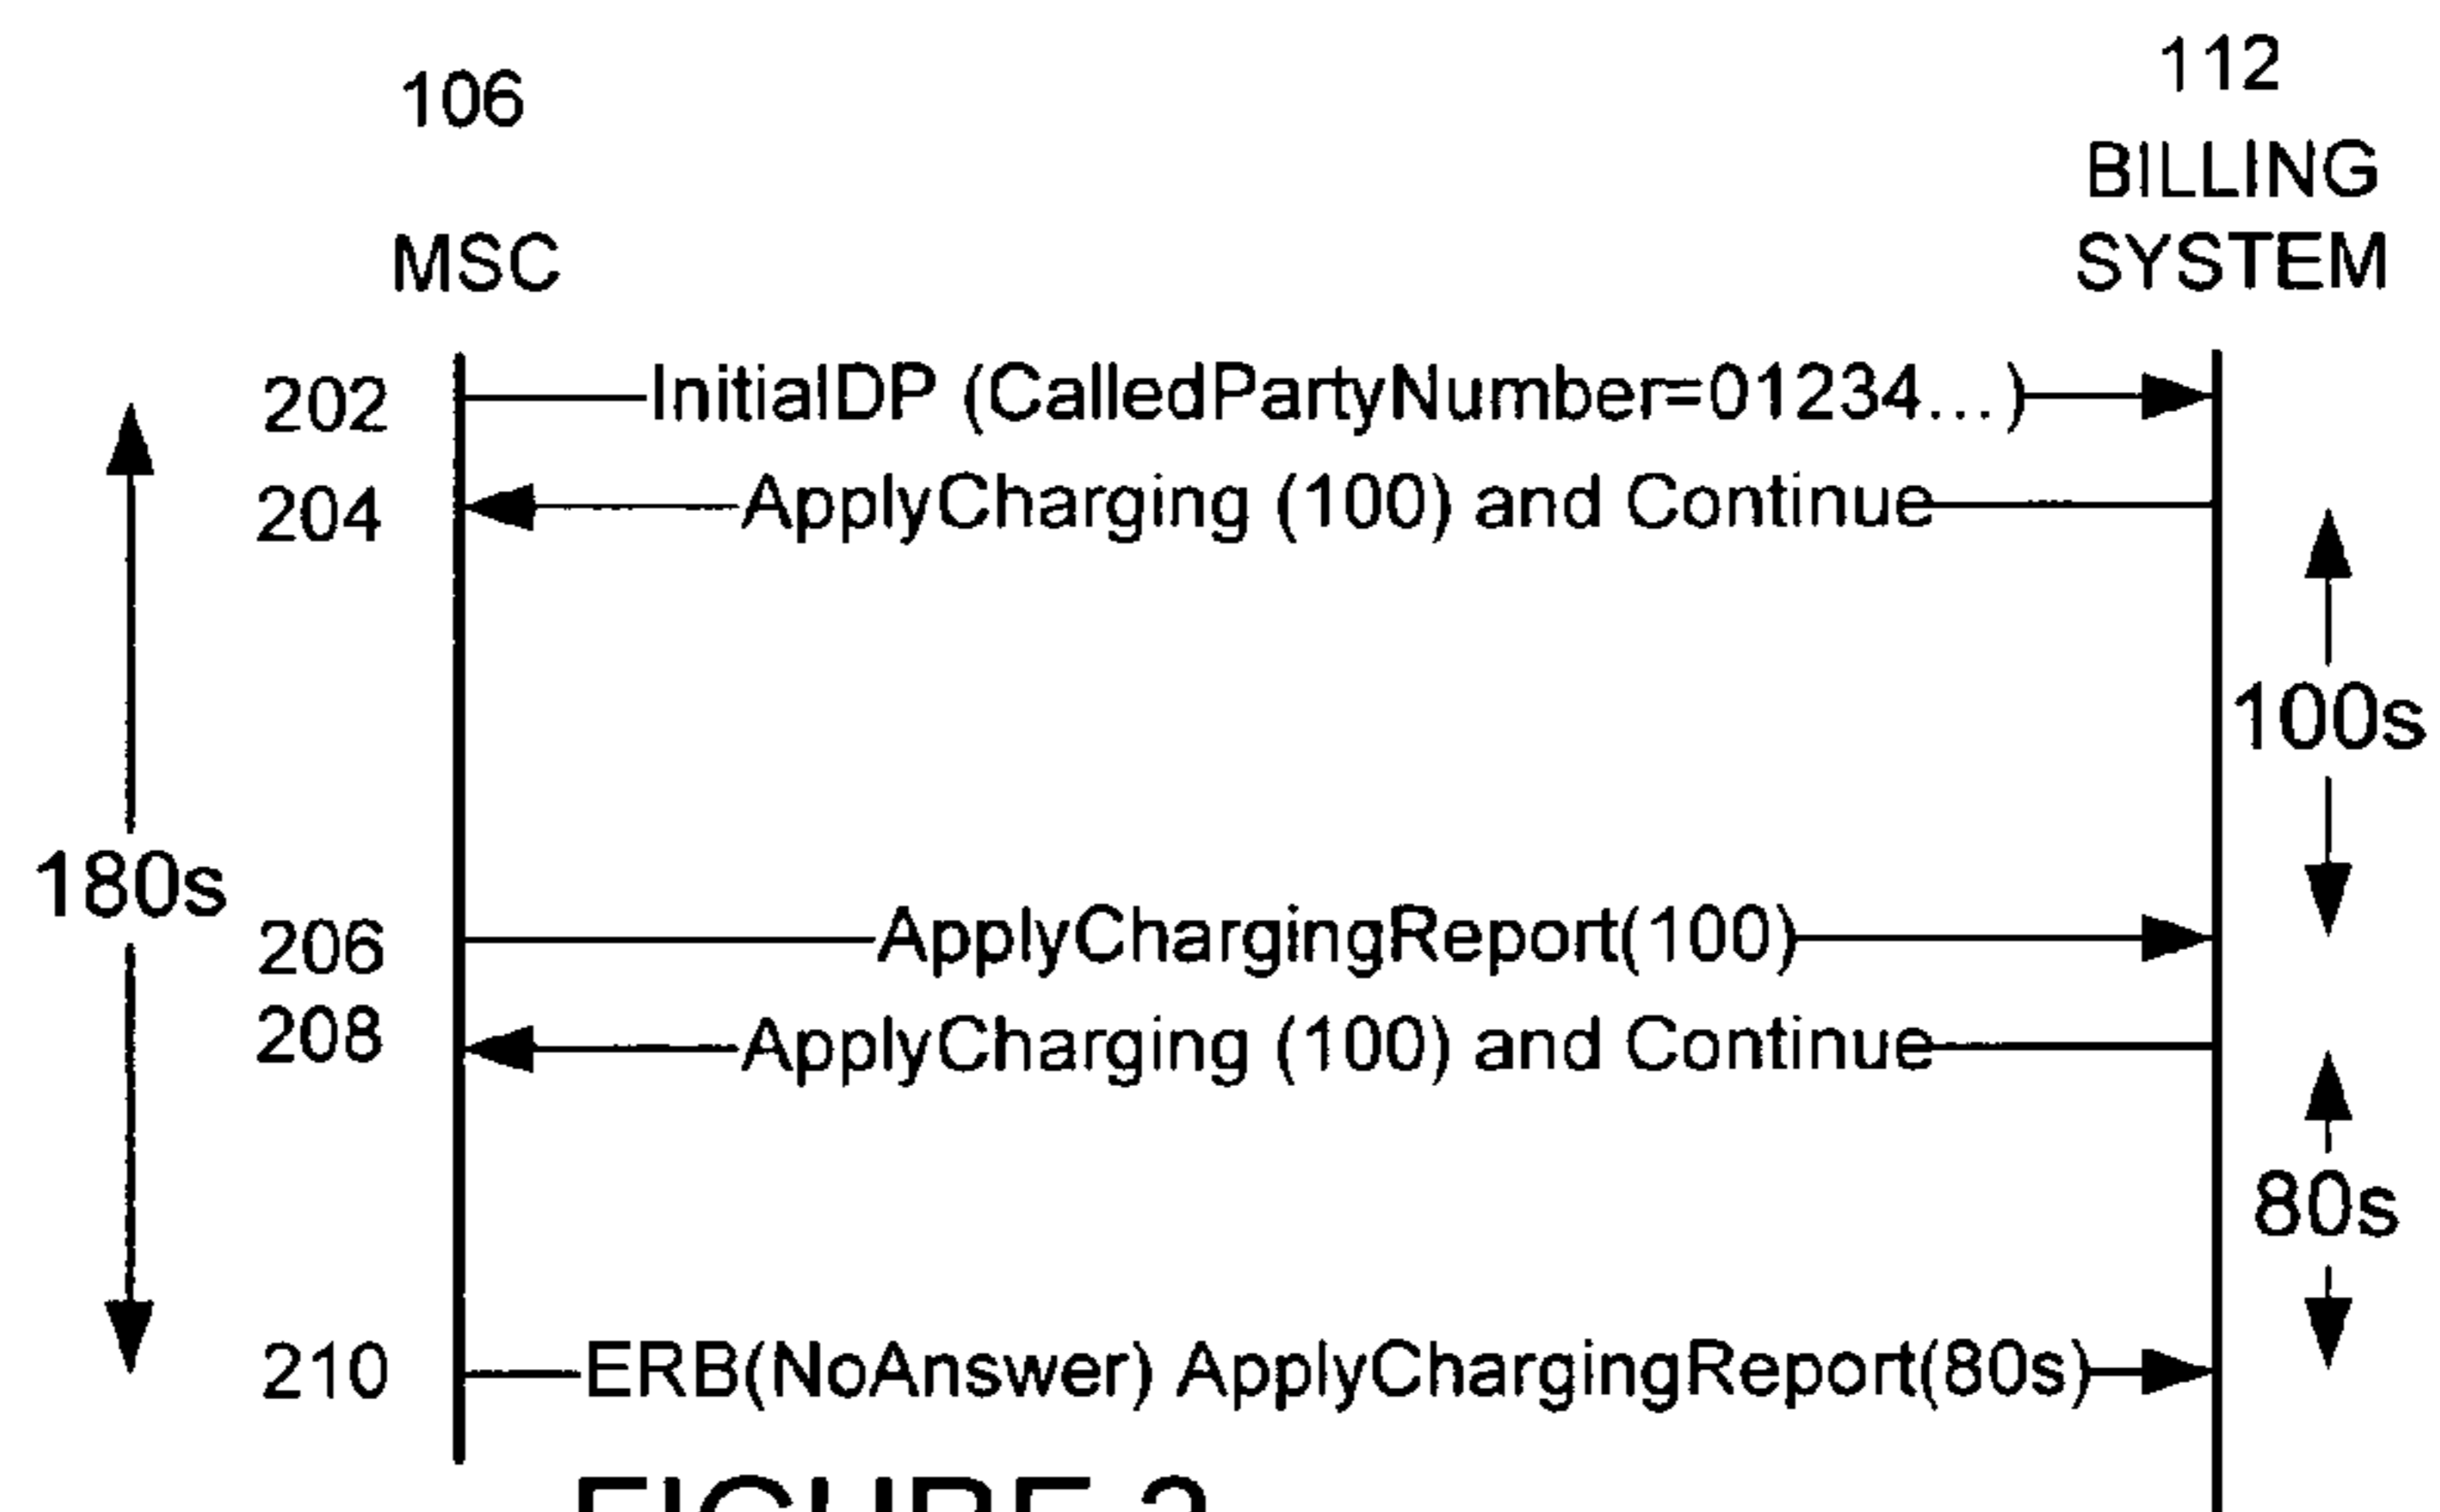 106
112
BILLING
MSC
SYSTEM
202
InitialDP (CalledPartyNumber=01234...)
204
ApplyCharging (100) and Continue
100s
180s
206
ApplyChargingReport(100)
208
ApplyCharging (100) and Continue
80s
210
ERB(NoAnswer) ApplyChargingReport(80s)
FIGURE